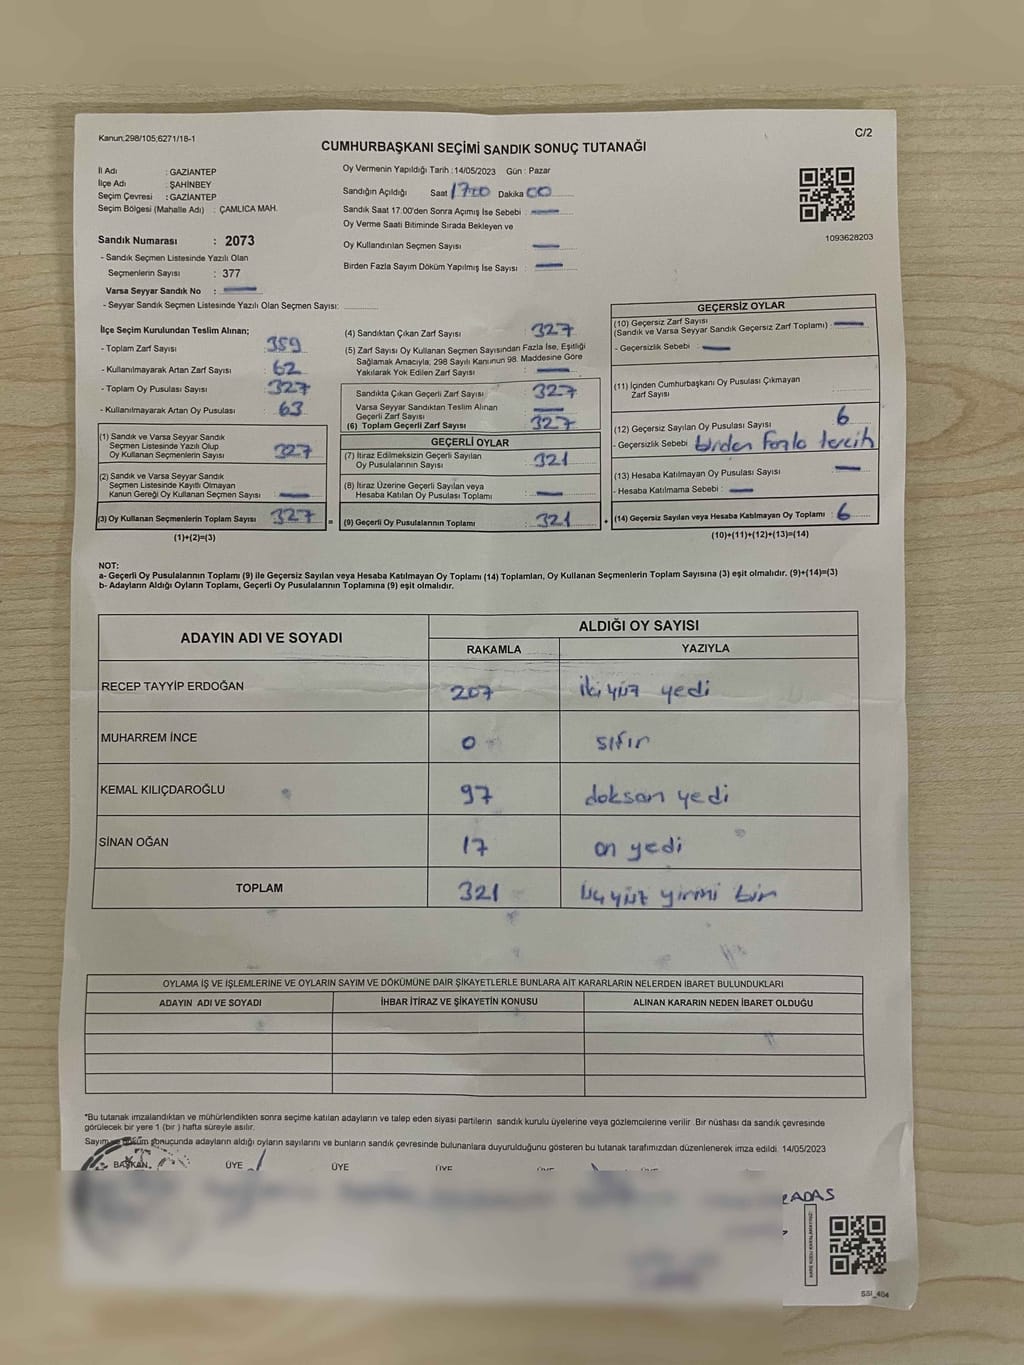 Kanun:298/105;6271/18-1
C/2
CUMHURBAŞKANI SEÇİMİ SANDIK SONUÇ TUTANAĞI
İl Adı : GAZIANTEP
İlçe Adı : ŞAHİNBEY
Seçim Çevresi : GAZIANTEP
Seçim Bölgesi (Mahalle Adı) : ÇAMLICA MAH.
Sandık Numarası : 2073
- Sandık Seçmen Listesinde Yazılı Olan
Seçmenlerin Sayısı : 377
Varsa Seyyar Sandık No :
- Seyyar Sandık Seçmen Listesinde Yazılı Olan Seçmen Sayısı:
Oy Vermenin Yapıldığı Tarih : 14/05/2023 Gün : Pazar
Sandığın Açıldığı Saat 17:00 Dakika 00
Sandık Saat 17:00'den Sonra Açımış İse Sebebi :
Oy Verme Saati Bitiminde Sırada Bekleyen ve
Oy Kullandırılan Seçmen Sayısı
Birden Fazla Sayım Döküm Yapılmış İse Sayısı :
1093628203
İlçe Seçim Kurulundan Teslim Alınan;
- Toplam Zarf Sayısı 359
- Kullanılmayarak Artan Zarf Sayısı 62
- Toplam Oy Pusulası Sayısı 327
- Kullanılmayarak Artan Oy Pusulası 63
(1) Sandık ve Varsa Seyyar Sandık
Seçmen Listesinde Yazılı Olup
Oy Kullanan Seçmenlerin Sayısı 327
(2) Sandık ve Varsa Seyyar Sandık
Seçmen Listesinde Kayıtlı Olmayan
Kanun Gereği Oy Kullanan Seçmen Sayısı
(3) Oy Kullanan Seçmenlerin Toplam Sayısı 327 =
(1)+(2)=(3)
(4) Sandıktan Çıkan Zarf Sayısı 327
(5) Zarf Sayısı Oy Kullanan Seçmen Sayısından Fazla İse, Eşitliği
Sağlamak Amacıyla, 298 Sayılı Kanunun 98. Maddesine Göre
Yakılarak Yok Edilen Zarf Sayısı
Sandıkta Çıkan Geçerli Zarf Sayısı 327
Varsa Seyyar Sandıktan Teslim Alınan
Geçerli Zarf Sayısı
(6) Toplam Geçerli Zarf Sayısı 327
GEÇERLİ OYLAR
(7) İtiraz Edilmeksizin Geçerli Sayılan
Oy Pusulalarının Sayısı 321
(8) İtiraz Üzerine Geçerli Sayılan veya
Hesaba Katılan Oy Pusulası Toplamı
(9) Geçerli Oy Pusulalarının Toplamı 321 +
GEÇERSİZ OYLAR
(10) Geçersiz Zarf Sayısı
(Sandık ve Varsa Seyyar Sandık Geçersiz Zarf Toplamı) :
- Geçersizlik Sebebi :
(11) İçinden Cumhurbaşkanı Oy Pusulası Çıkmayan
Zarf Sayısı
(12) Geçersiz Sayılan Oy Pusulası Sayısı 6
- Geçersizlik Sebebi birden fazla tercih
(13) Hesaba Katılmayan Oy Pusulası Sayısı
- Hesaba Katılmama Sebebi :
(14) Geçersiz Sayılan veya Hesaba Katılmayan Oy Toplamı : 6
(10)+(11)+(12)+(13)=(14)
NOT:
a- Geçerli Oy Pusulalarının Toplamı (9) ile Geçersiz Sayılan veya Hesaba Katılmayan Oy Toplamı (14) Toplamları, Oy Kullanan Seçmenlerin Toplam Sayısına (3) eşit olmalıdır. (9)+(14)=(3)
b- Adayların Aldığı Oyların Toplamı, Geçerli Oy Pusulalarının Toplamına (9) eşit olmalıdır.
ADAYIN ADI VE SOYADI ALDIĞI OY SAYISI
RAKAMLA YAZIYLA
RECEP TAYYİP ERDOĞAN 207 iki yüz yedi
MUHARREM İNCE 0 sıfır
KEMAL KILIÇDAROĞLU 97 doksan yedi
SİNAN OĞAN 17 on yedi
TOPLAM 321 üç yüz yirmi bir
OYLAMA İŞ VE İŞLEMLERİNE VE OYLARIN SAYIM VE DÖKÜMÜNE DAİR ŞİKAYETLERLE BUNLARA AİT KARARLARIN NELERDEN İBARET BULUNDUKLARI
ADAYIN ADI VE SOYADI İHBAR İTİRAZ VE ŞİKAYETİN KONUSU ALINAN KARARIN NEDEN İBARET OLDUĞU
*Bu tutanak imzalandıktan ve mühürlendikten sonra seçime katılan adayların ve talep eden siyasi partilerin sandık kurulu üyelerine veya gözlemcilerine verilir. Bir nüshası da sandık çevresinde
görülecek bir yere 1 (bir) hafta süreyle asılır.
Sayım ve döküm sonuçunda adayların aldığı oyların sayılarını ve bunların sandık çevresinde bulunanlara duyurulduğunu gösteren bu tutanak tarafımızdan düzenlenerek imza edildi. 14/05/2023
BAŞKAN ÜYE ÜYE ÜYE
SSI_404